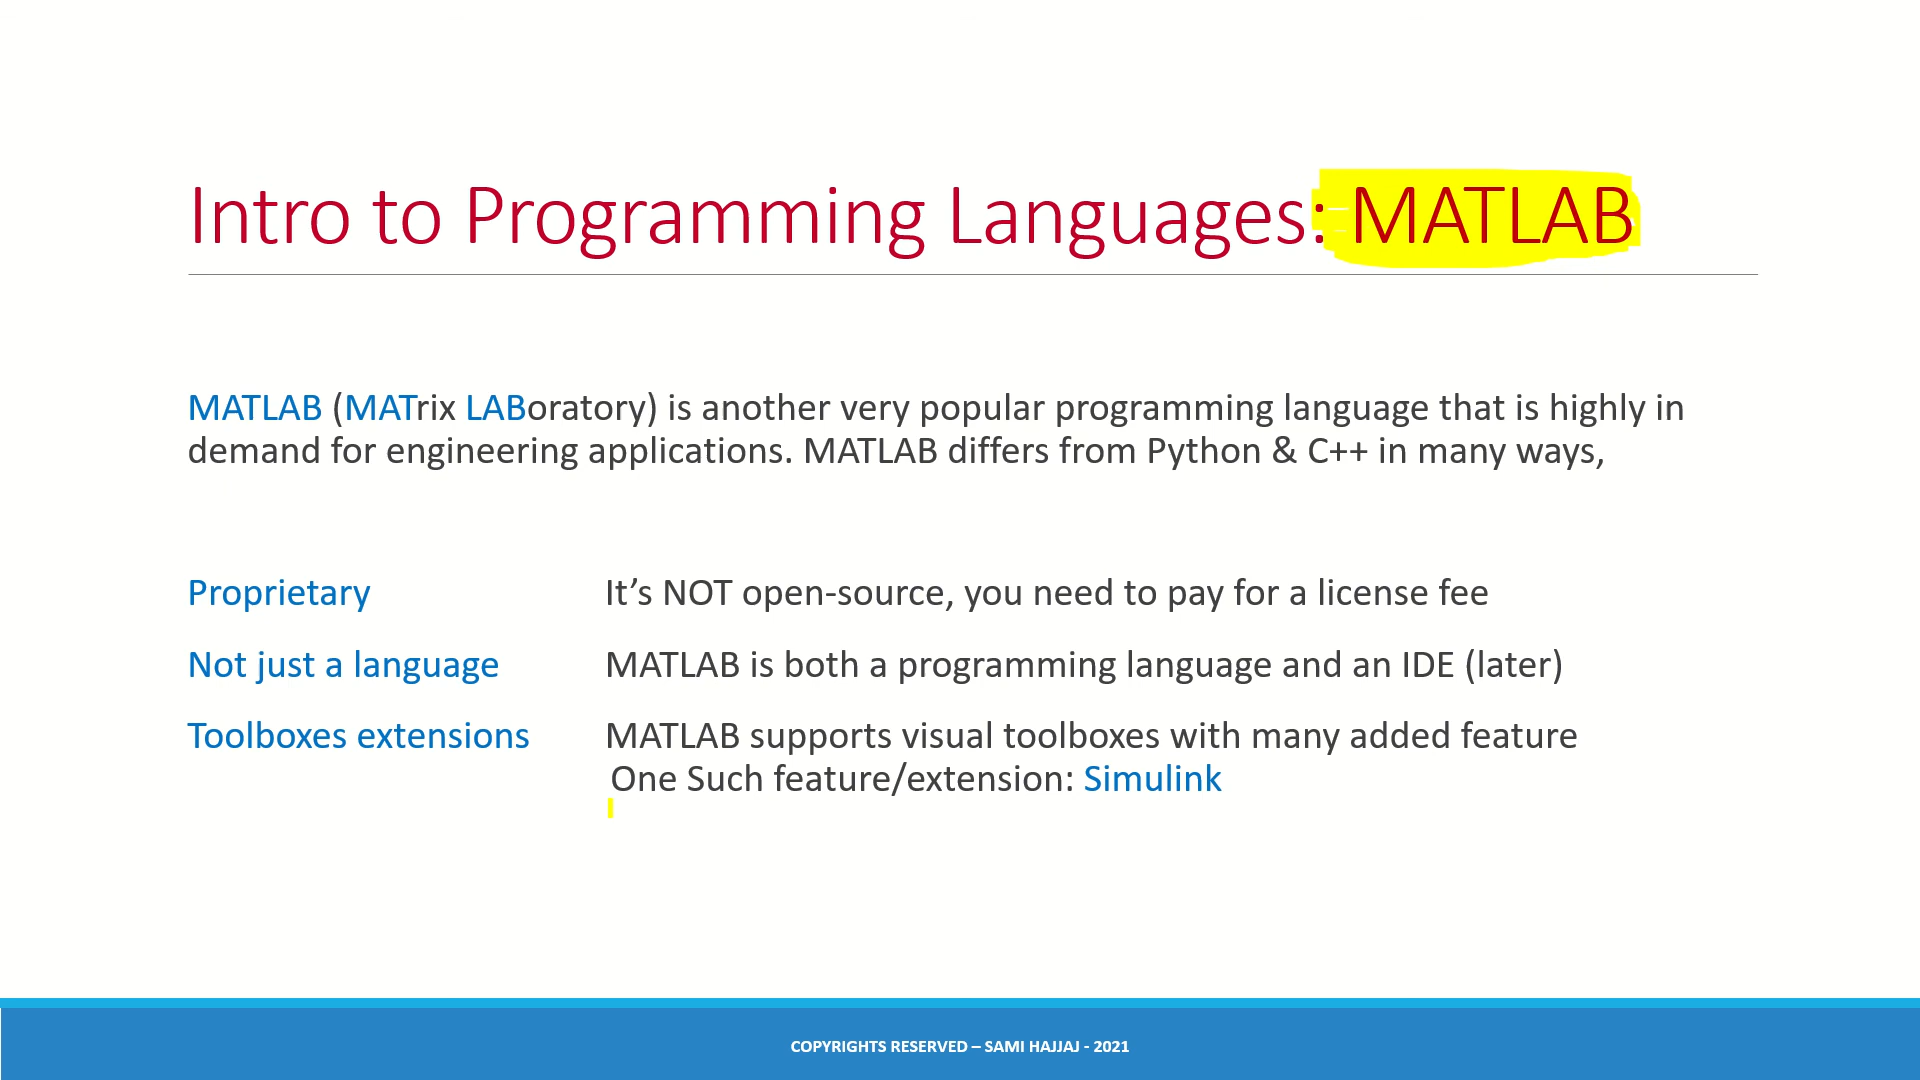 Intro to Programming Languages: MATLAB
MATLAB (MATrix LABoratory) is another very popular programming language that is highly in
demand for engineering applications. MATLAB differs from Python & C++ in many ways,
Proprietary It’s NOT open-source, you need to pay for a license fee
Not just a language MATLAB is both a programming language and an IDE (later)
Toolboxes extensions MATLAB supports visual toolboxes with many added feature
One Such feature/extension: Simulink
COPYRIGHTS RESERVED – SAMI HAJJAJ - 2021